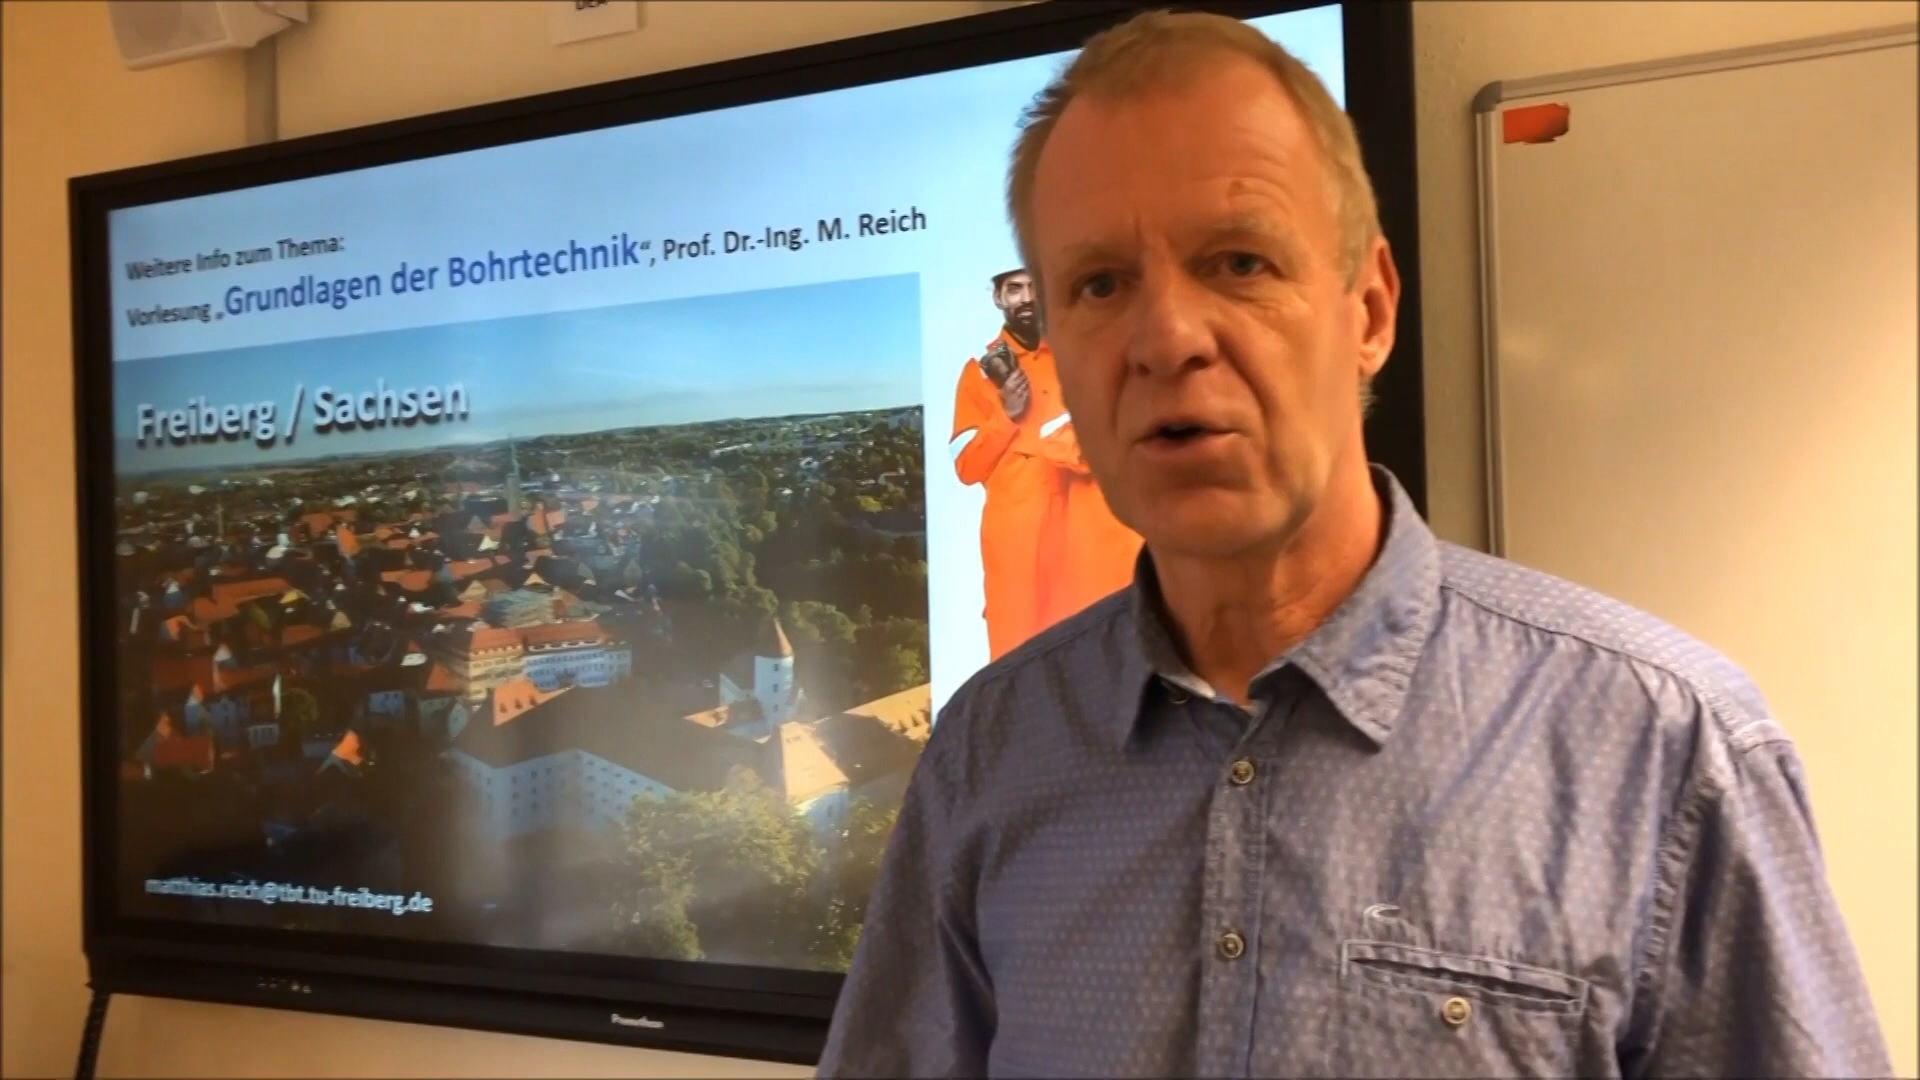 Weitere Info zum Thema:
Vorlesung „Grundlagen der Bohrtechnik“, Prof. Dr.-Ing. M. Reich
Freiberg / Sachsen
matthias.reich@tbt.tu-freiberg.de
Promethean